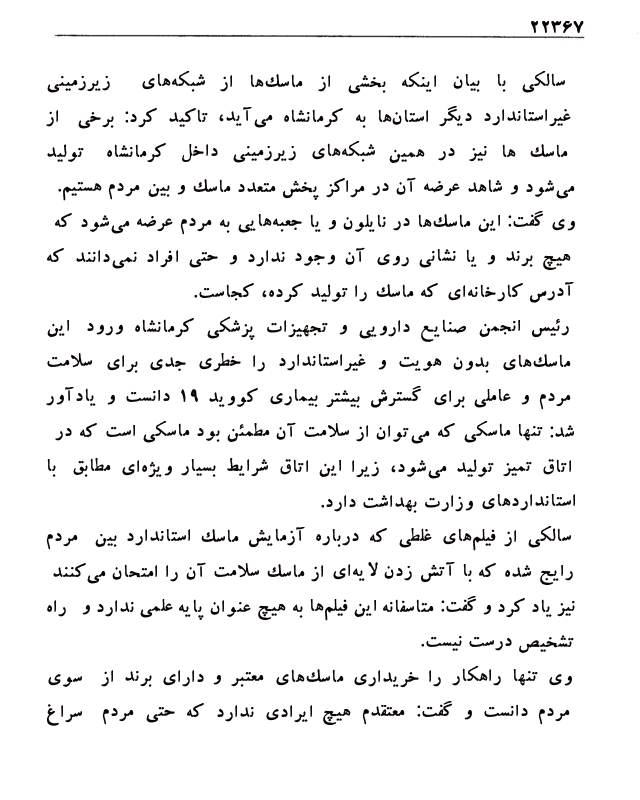 ۲۲۳۶۷
سالکی با بیان اینکه بخشی از ماسك‌ها از شبکه‌های زیرزمینی
غیراستاندارد دیگر استان‌ها به کرمانشاه می‌آید، تاکید کرد: برخی از
ماسك ها نیز در همین شبکه‌های زیرزمینی داخل کرمانشاه تولید
می‌شود و شاهد عرضه آن در مراکز پخش متعدد ماسك و بین مردم هستیم.
وی گفت: این ماسك‌ها در نایلون و یا جعبه‌هایی به مردم عرضه می‌شود که
هیچ برند و یا نشانی روی آن وجود ندارد و حتی افراد نمی‌دانند که
آدرس کارخانه‌ای که ماسك را تولید کرده، کجاست.
رئیس انجمن صنایع دارویی و تجهیزات پزشکی کرمانشاه ورود این
ماسك‌های بدون هویت و غیراستاندارد را خطری جدی برای سلامت
مردم و عاملی برای گسترش بیشتر بیماری کووید ۱۹ دانست و یادآور
شد: تنها ماسکی که می‌توان از سلامت آن مطمئن بود ماسکی است که در
اتاق تمیز تولید می‌شود، زیرا این اتاق شرایط بسیار ویژه‌ای مطابق با
استانداردهای وزارت بهداشت دارد.
سالکی از فیلم‌های غلطی که درباره آزمایش ماسك استاندارد بین مردم
رایج شده که با آتش زدن لایه‌ای از ماسك سلامت آن را امتحان می‌کنند
نیز یاد کرد و گفت: متاسفانه این فیلم‌ها به هیچ عنوان پایه علمی ندارد و راه
تشخیص درست نیست.
وی تنها راهکار را خریداری ماسك‌های معتبر و دارای برند از سوی
مردم دانست و گفت: معتقدم هیچ ایرادی ندارد که حتی مردم سراغ